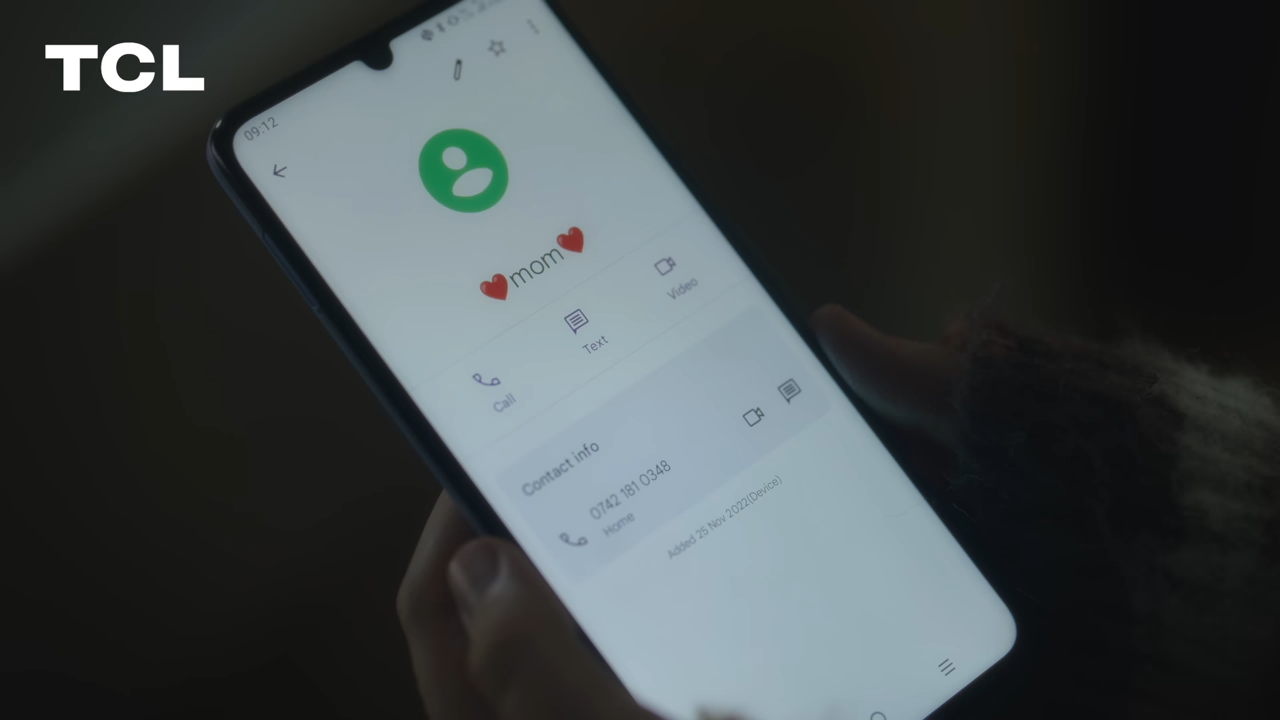 TCL
09:12
❤️mom❤️
Call
Text
Video
Contact info
0742 181 0348
Home
Added 25 Nov 2022(Device)